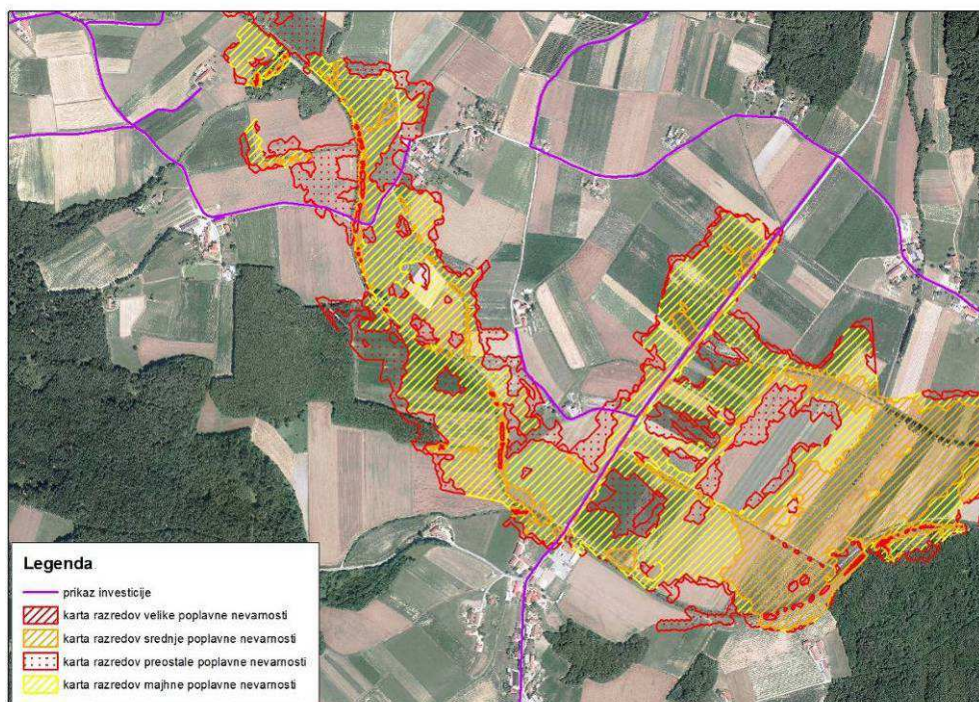 Legenda
prikaz investicije
karta razredov velike poplavne nevarnosti
karta razredov srednje poplavne nevarnosti
karta razredov preostale poplavne nevarnosti
karta razredov majhne poplavne nevarnosti